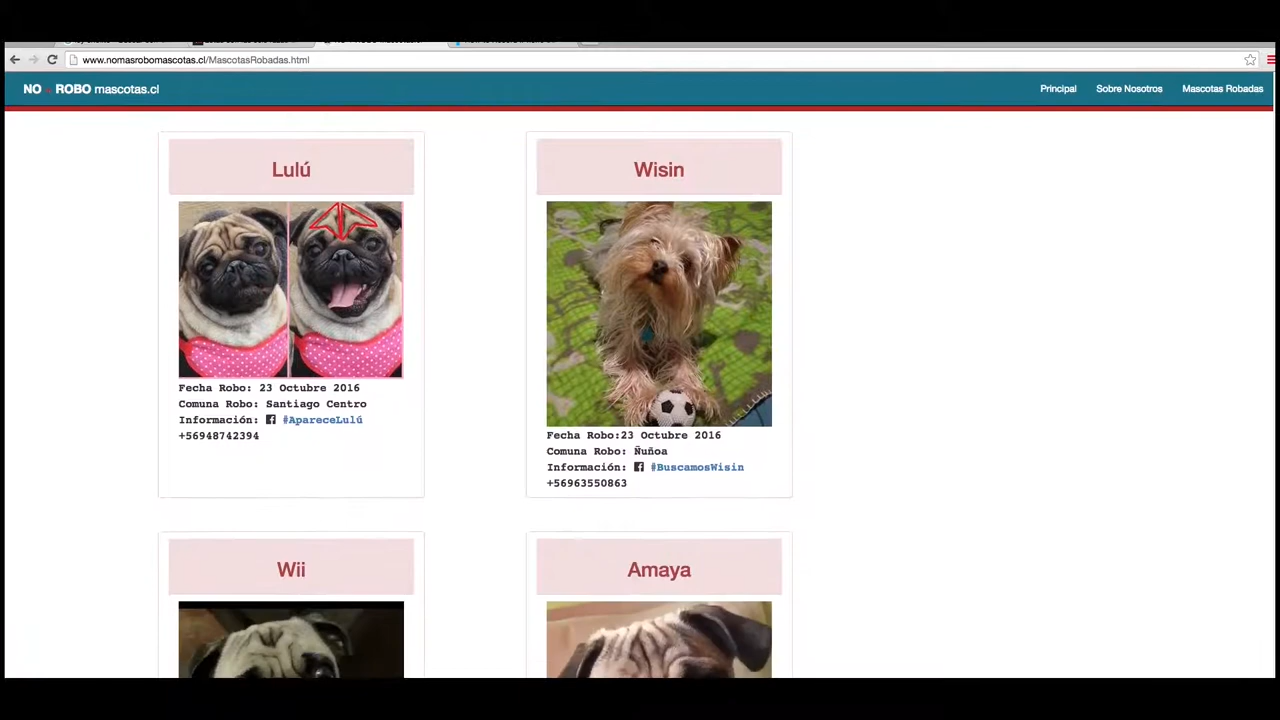 www.nomasrobomascotas.cl/MascotasRobadas.html
NO ROBO mascotas.cl
Principal Sobre Nosotros Mascotas Robadas
Lulú
Fecha Robo: 23 Octubre 2016
Comuna Robo: Santiago Centro
Información: #ApareceLulú
+56948742394
Wisin
Fecha Robo:23 Octubre 2016
Comuna Robo: Ñuñoa
Información: #BuscamosWisin
+56963550863
Wii
Amaya